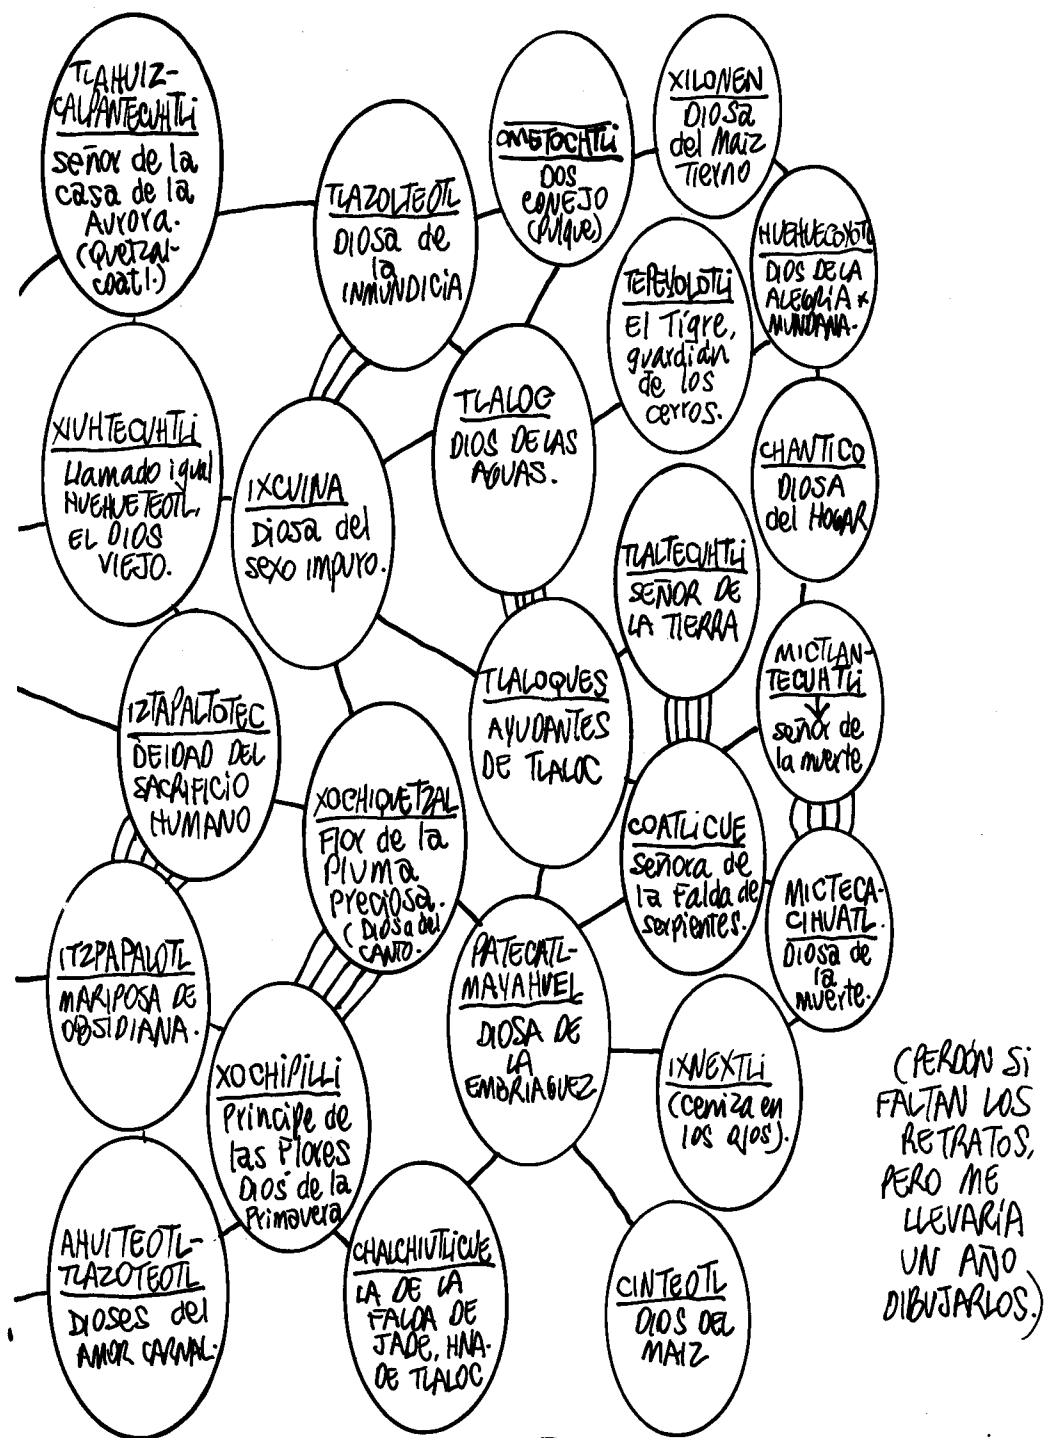 TLAHUIZ-
CALPANTECUHTLI
señor de la
casa de la
Aurora.
(Quetzal-
coatl.)
TLAZOLTEOTL
DIOSA de
la
INMUNDICIA
OMETOCHTLI
DOS
CONEJO
(PULQUE)
XILONEN
DIOSA
del Maiz
Tierno
HUEHUECOYOTL
DIOS DE LA
ALEGRÍA *
MUNDANA.
TEPEYOLOTLI
El Tigre,
guardián
de los
cerros.
XIUHTECUHTLI
Llamado igual
HUEHUETEOTL,
EL DIOS
VIEJO.
IXCUINA
Diosa del
sexo impuro.
TLALOC
DIOS DE LAS
AGUAS.
CHANTICO
DIOSA
del HOGAR
TLALTECUHTLI
SEÑOR DE
LA TIERRA
IZTAPALTOTEC
DEIDAD DEL
SACRIFICIO
HUMANO
XOCHIQUETZAL
Flor de la
Pluma
Preciosa.
(Diosa del
CANTO.
TLALOQUES
AYUDANTES
DE TLALOC
MICTLAN-
TECUHTLI
señor de
la muerte
COATLICUE
Señora de
la Falda de
serpientes.
MICTECA-
CIHUATL.
Diosa de
la
muerte.
ITZPAPALOTL
MARIPOSA DE
OBSIDIANA.
XOCHIPILLI
Principe de
las Flores
Dios de la
Primavera
PATECATL-
MAYAHUEL
DIOSA DE
LA
EMBRIAGUEZ
IXNEXTLI
(Ceniza en
los ojos).
AHUITEOTL-
TLAZOTEOTL
Dioses del
AMOR CARNAL.
CHALCHIUTLICUE
LA DE LA
FALDA DE
JADE, HNA.
DE TLALOC
CINTEOTL
DIOS DEL
MAIZ
(PERDÓN SI
FALTAN LOS
RETRATOS,
PERO ME
LLEVARÍA
UN AÑO
DIBUJARLOS.)